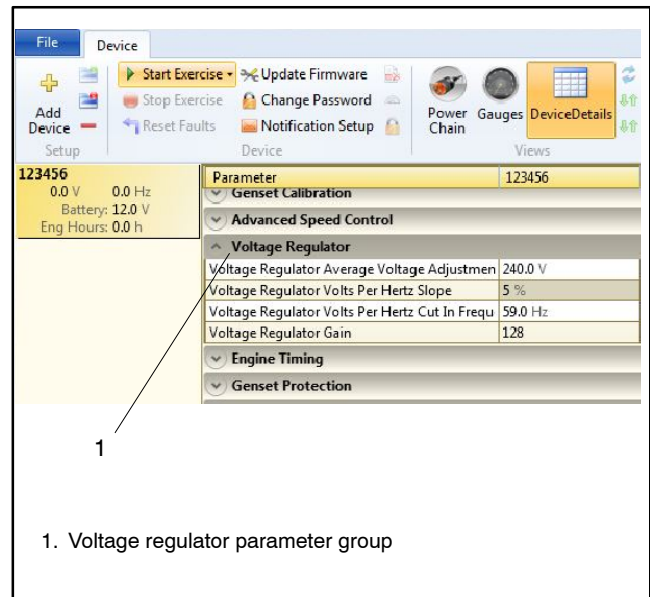 File Device
Add Device
Setup
Start Exercise
Stop Exercise
Reset Faults
Update Firmware
Change Password
Notification Setup
Device
Power Chain
Gauges
DeviceDetails
Views
123456
0.0 V 0.0 Hz
Battery: 12.0 V
Eng Hours: 0.0 h
Parameter 123456
Genset Calibration
Advanced Speed Control
Voltage Regulator
Voltage Regulator Average Voltage Adjustmen 240.0 V
Voltage Regulator Volts Per Hertz Slope 5 %
Voltage Regulator Volts Per Hertz Cut In Frequ 59.0 Hz
Voltage Regulator Gain 128
Engine Timing
Genset Protection
1
1. Voltage regulator parameter group